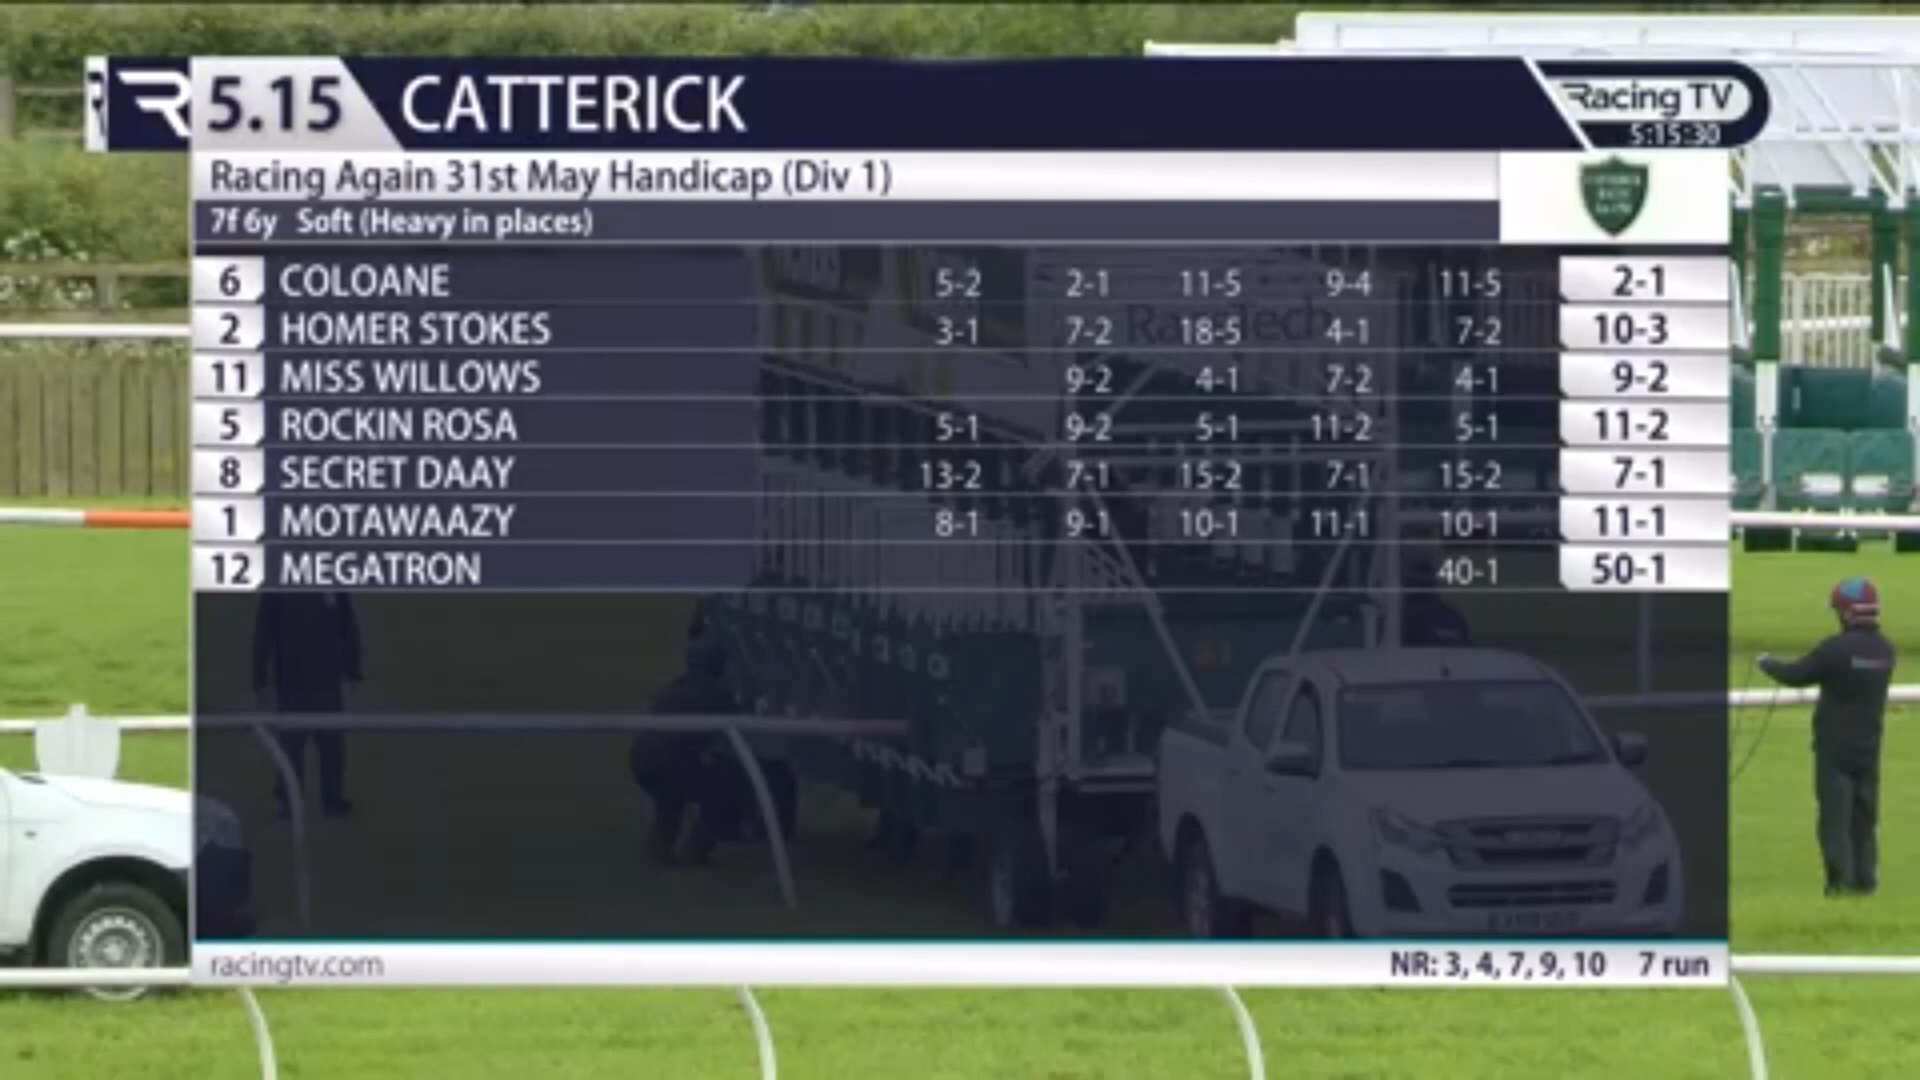 5.15 CATTERICK
Racing TV
5:15:30
Racing Again 31st May Handicap (Div 1)
7f 6y Soft (Heavy in places)
6 COLOANE 5-2 2-1 11-5 9-4 11-5 2-1
2 HOMER STOKES 3-1 7-2 18-5 4-1 7-2 10-3
11 MISS WILLOWS 9-2 4-1 7-2 4-1 9-2
5 ROCKIN ROSA 5-1 9-2 5-1 11-2 5-1 11-2
8 SECRET DAAY 13-2 7-1 15-2 7-1 15-2 7-1
1 MOTAWAAZY 8-1 9-1 10-1 11-1 10-1 11-1
12 MEGATRON 40-1 50-1
racingtv.com NR: 3, 4, 7, 9, 10 7 run